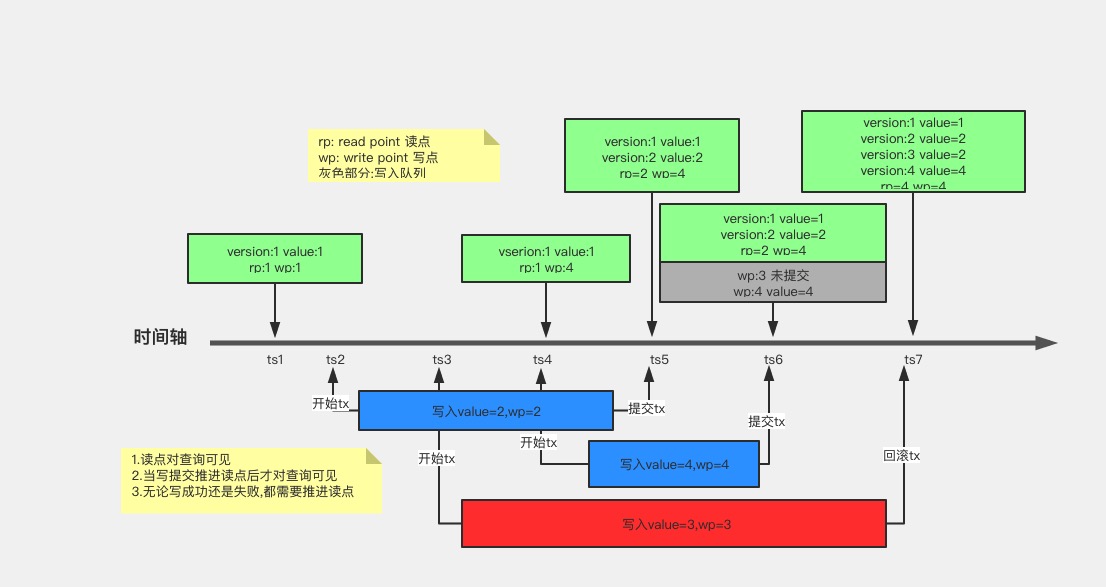 rp: read point 读点
wp: write point 写点
灰色部分:写入队列
version:1 value:1
version:2 value:2
rp=2 wp=4
version:1 value=1
version:2 value=2
version:3 value=2
version:4 value=4
rp=4 wp=4
version:1 value:1
rp:1 wp:1
vserion:1 value:1
rp:1 wp:4
version:1 value=1
version:2 value=2
rp=2 wp=4
wp:3 未提交
wp:4 value=4
时间轴
ts1
ts2
ts3
ts4
ts5
ts6
ts7
开始tx
写入value=2,wp=2
提交tx
开始tx
开始tx
写入value=4,wp=4
提交tx
回滚tx
写入value=3,wp=3
1.读点对查询可见
2.当写提交推进读点后才对查询可见
3.无论写成功还是失败,都需要推进读点